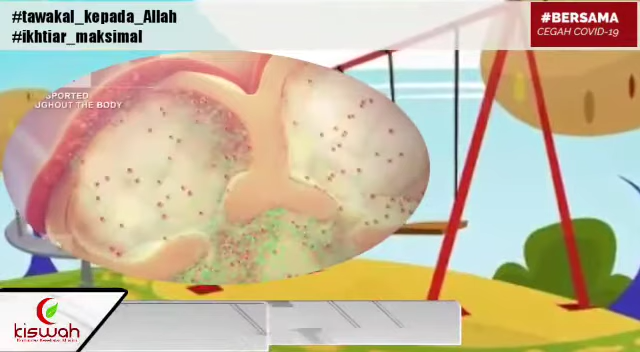 #tawakal_kepada_Allah
#ikhtiar_maksimal
#BERSAMA
CEGAH COVID-19
SPORTED
UGHOUT THE BODY
kiswah